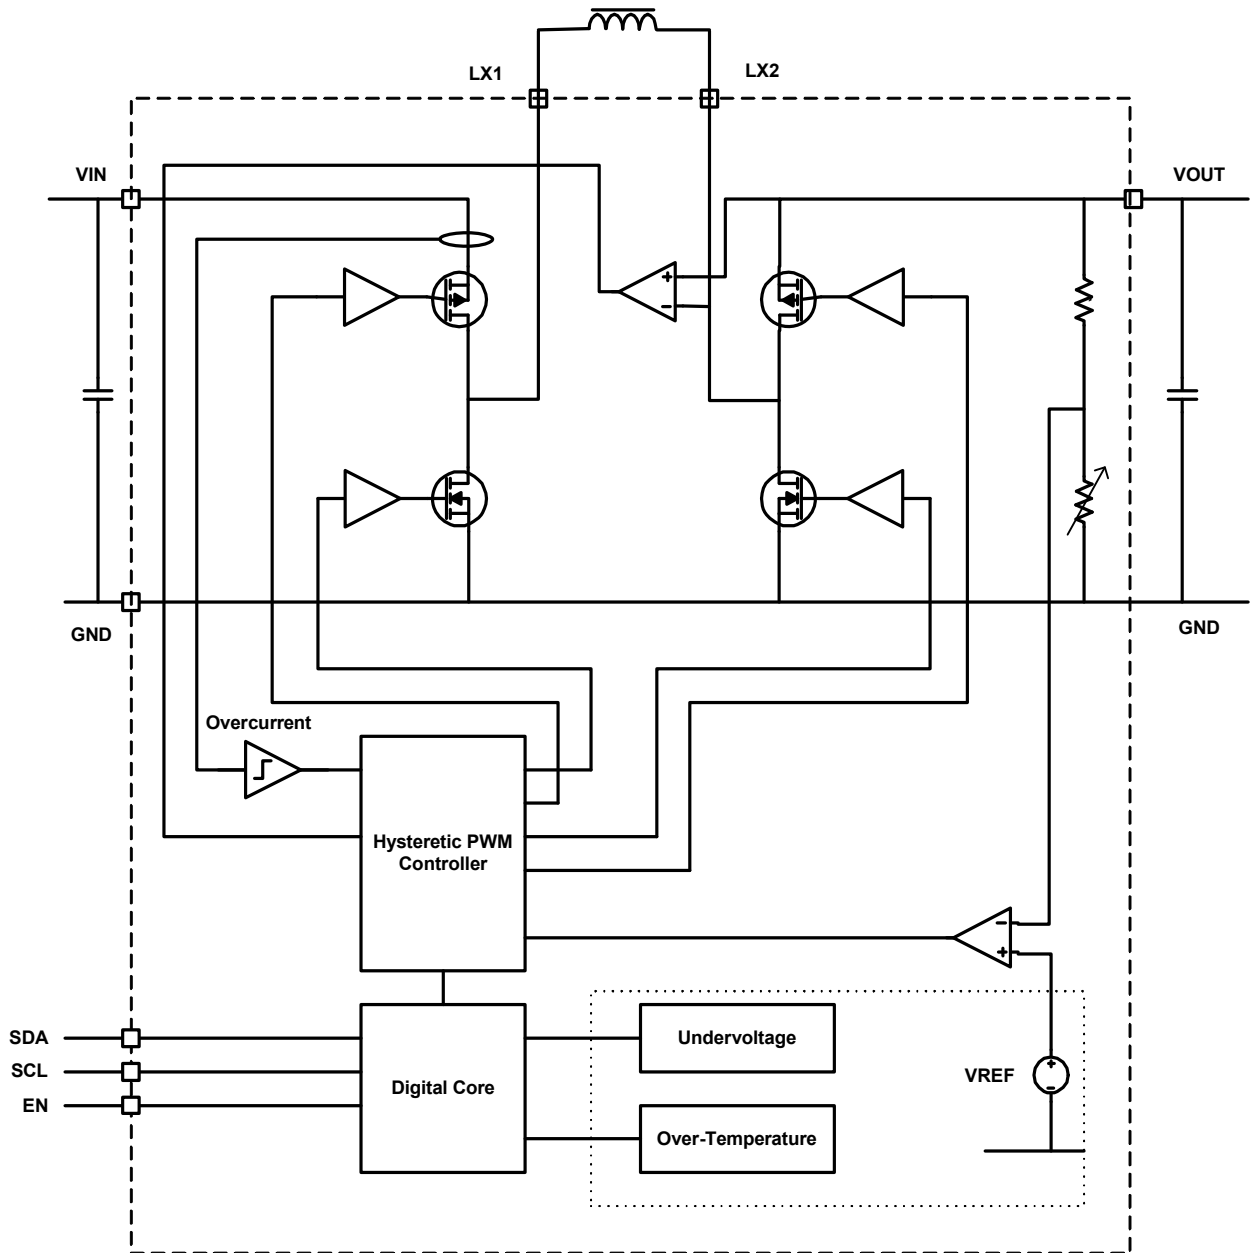 LX1
LX2
VIN
VOUT
+
-
GND
GND
Overcurrent
Hysteretic PWM
Controller
-
+
SDA
SCL
EN
Digital Core
Undervoltage
VREF
+
-
Over-Temperature